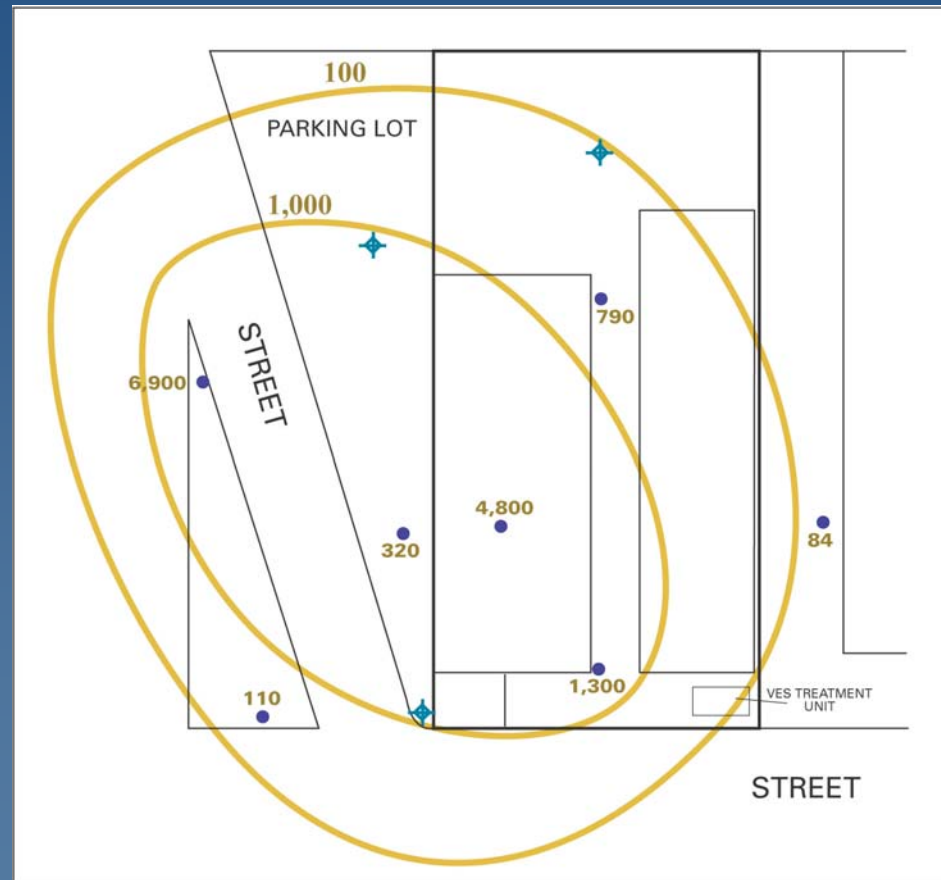 100
PARKING LOT
1,000
790
STREET
6,900
4,800
320
84
1,300
110
VES TREATMENT
UNIT
STREET